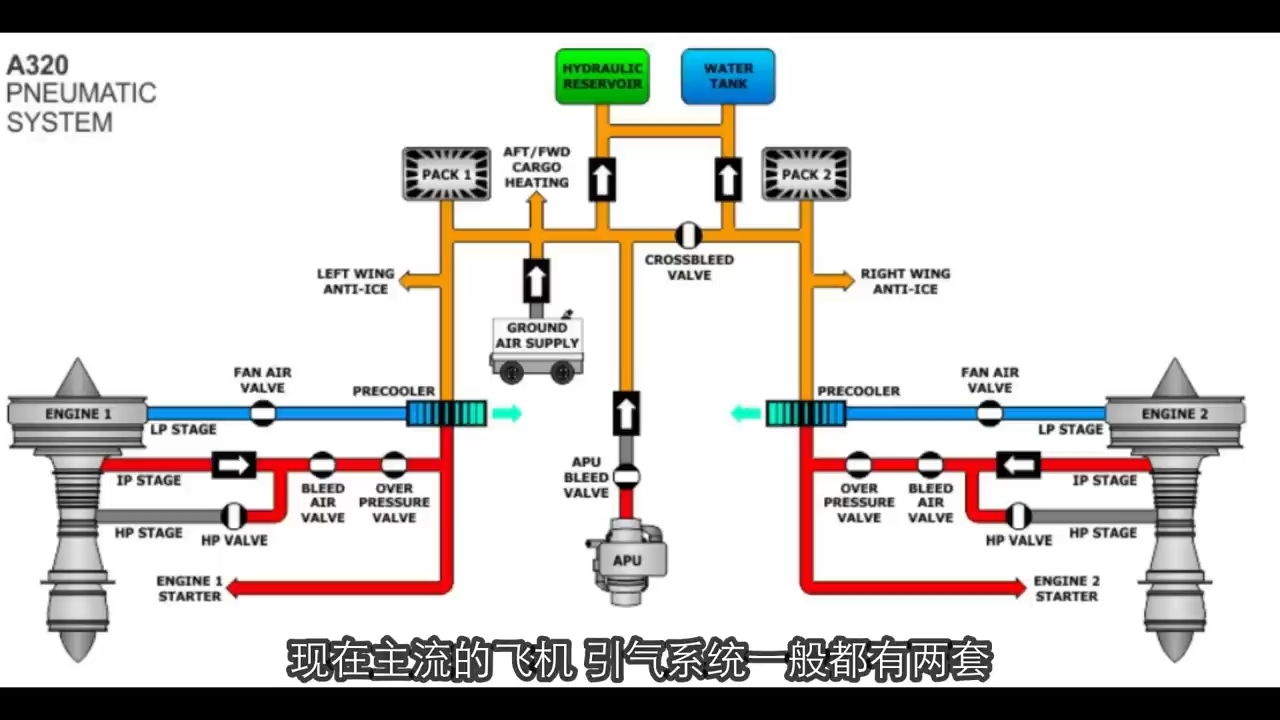 A320
PNEUMATIC
SYSTEM
HYDRAULIC
RESERVOIR
WATER
TANK
PACK 1
AFT/FWD
CARGO
HEATING
PACK 2
CROSSBLEED
VALVE
LEFT WING
ANTI-ICE
RIGHT WING
ANTI-ICE
GROUND
AIR SUPPLY
FAN AIR
VALVE
PRECOOLER
PRECOOLER
FAN AIR
VALVE
ENGINE 1
LP STAGE
LP STAGE
ENGINE 2
IP STAGE
BLEED
AIR
VALVE
OVER
PRESSURE
VALVE
APU
BLEED
VALVE
OVER
PRESSURE
VALVE
BLEED
AIR
VALVE
IP STAGE
HP STAGE
HP VALVE
HP VALVE
HP STAGE
APU
ENGINE 1
STARTER
ENGINE 2
STARTER
现在主流的飞机 引气系统一般都有两套